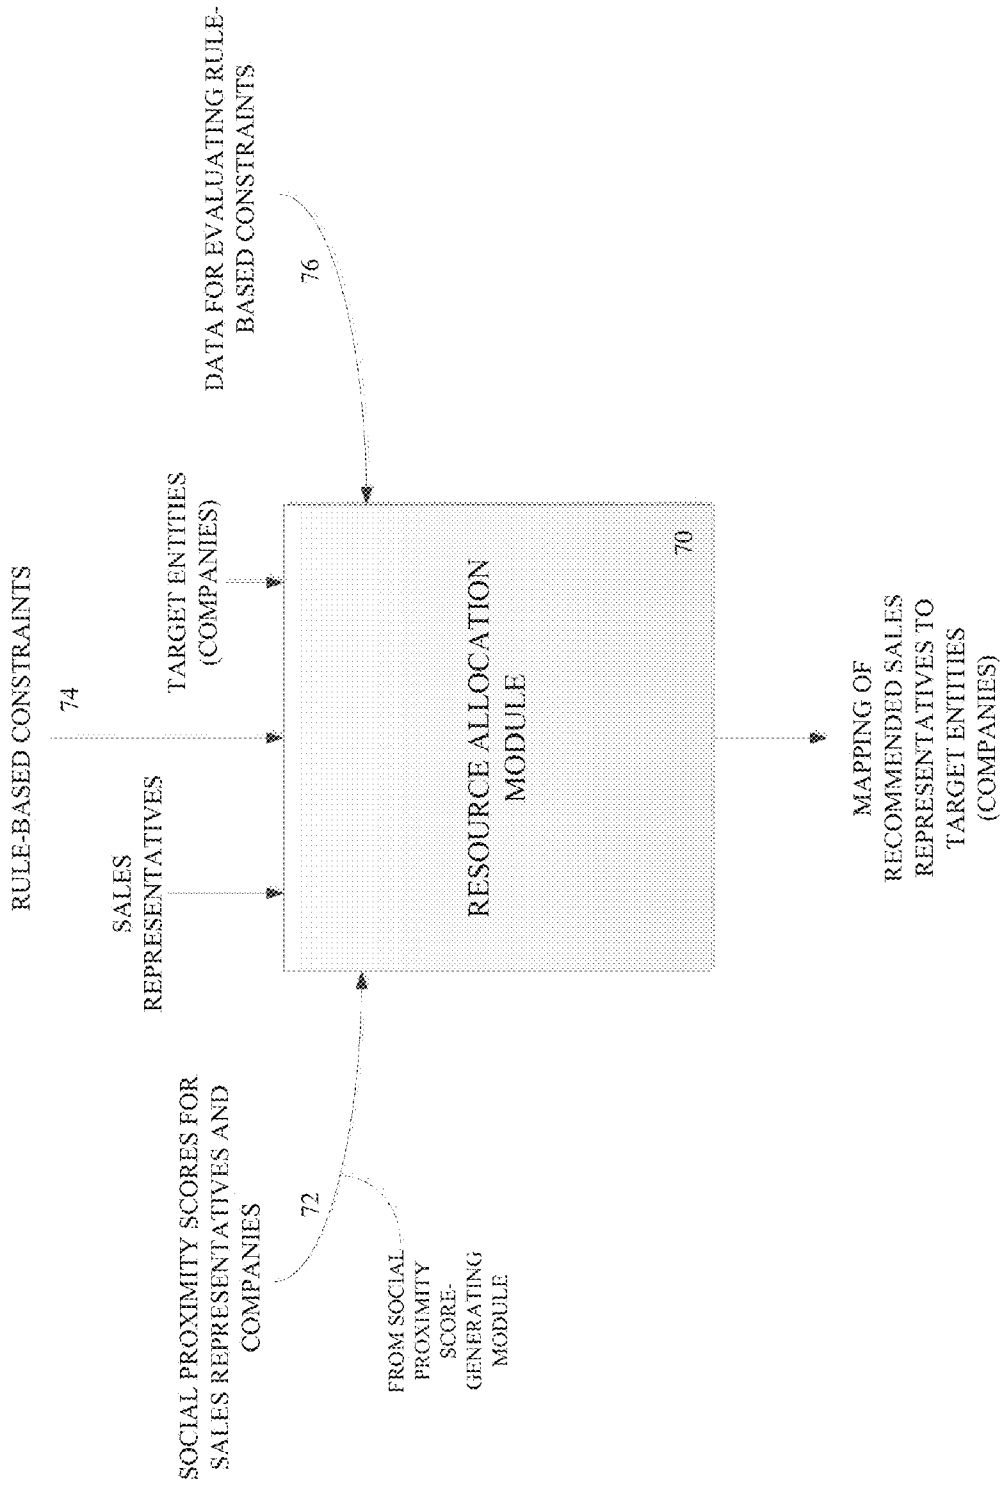 RULE-BASED CONSTRAINTS
74
SALES
REPRESENTATIVES
TARGET ENTITIES
(COMPANIES)
SOCIAL PROXIMITY SCORES FOR
SALES REPRESENTATIVES AND
COMPANIES
72
FROM SOCIAL
PROXIMITY
SCORE-
GENERATING
MODULE
DATA FOR EVALUATING RULE-
BASED CONSTRAINTS
76
RESOURCE ALLOCATION
MODULE
70
MAPPING OF
RECOMMENDED SALES
REPRESENTATIVES TO
TARGET ENTITIES
(COMPANIES)